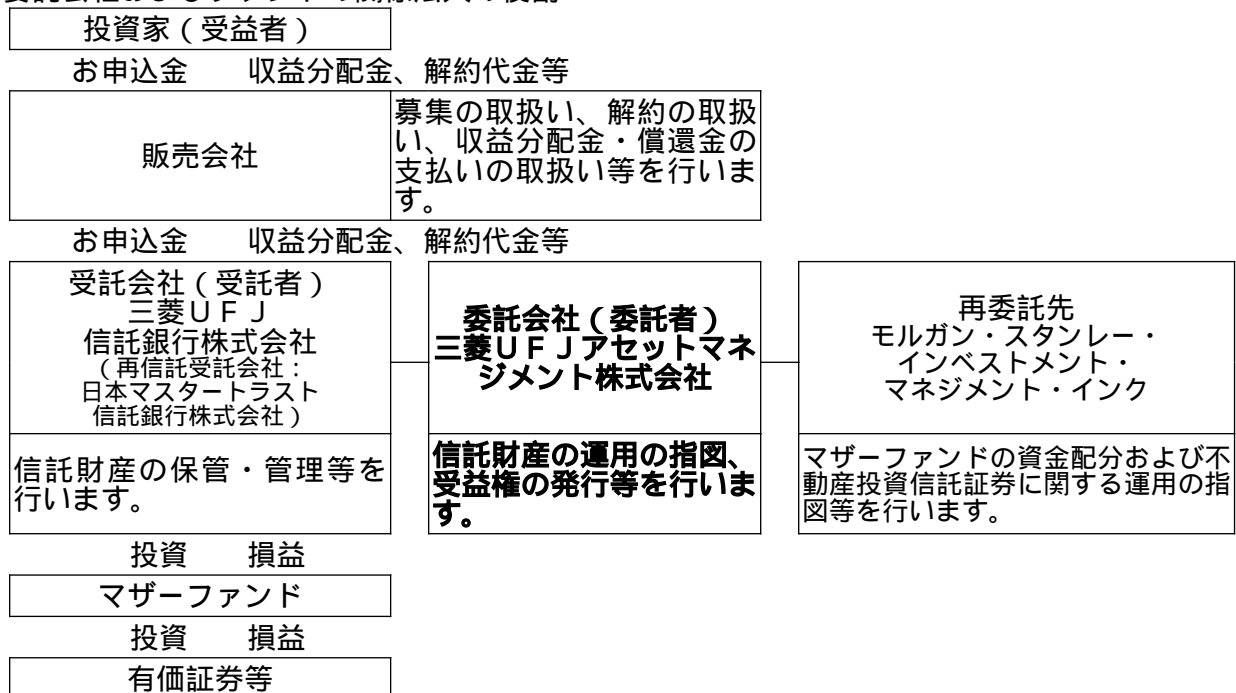 投資家（受益者）
お申込金　　収益分配金、解約代金等
販売会社
募集の取扱い、解約の取扱
い、収益分配金・償還金の
支払いの取扱い等を行いま
す。
お申込金　　収益分配金、解約代金等
受託会社（受託者）
三菱ＵＦＪ
信託銀行株式会社
（再信託受託会社：
日本マスタートラスト
信託銀行株式会社）
委託会社（委託者）
三菱ＵＦＪアセットマネ
ジメント株式会社
再委託先
モルガン・スタンレー・
インベストメント・
マネジメント・インク
信託財産の保管・管理等を
行います。
信託財産の運用の指図、
受益権の発行等を行いま
す。
マザーファンドの資金配分および不
動産投資信託証券に関する運用の指
図等を行います。
投資　　損益
マザーファンド
投資　　損益
有価証券等